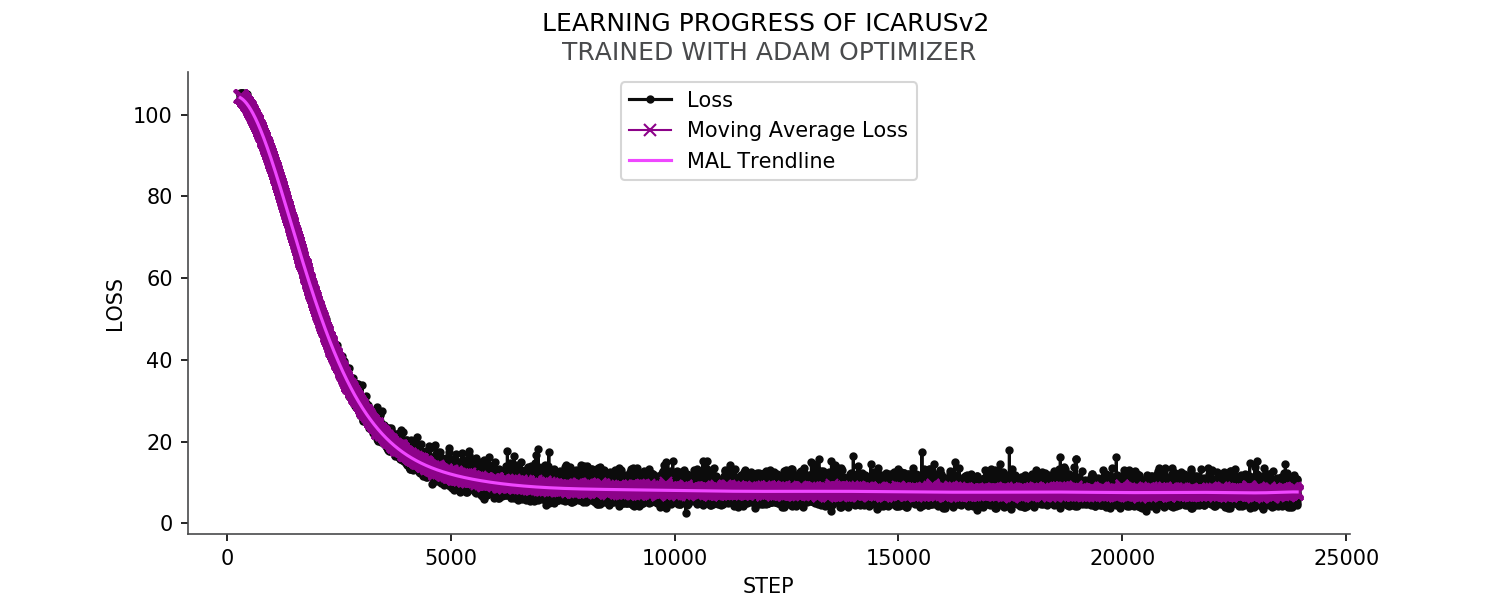 LEARNING PROGRESS OF ICARUSv2
TRAINED WITH ADAM OPTIMIZER
Loss
Moving Average Loss
MAL Trendline
LOSS
100
80
60
40
20
0
0 5000 10000 15000 20000 25000
STEP